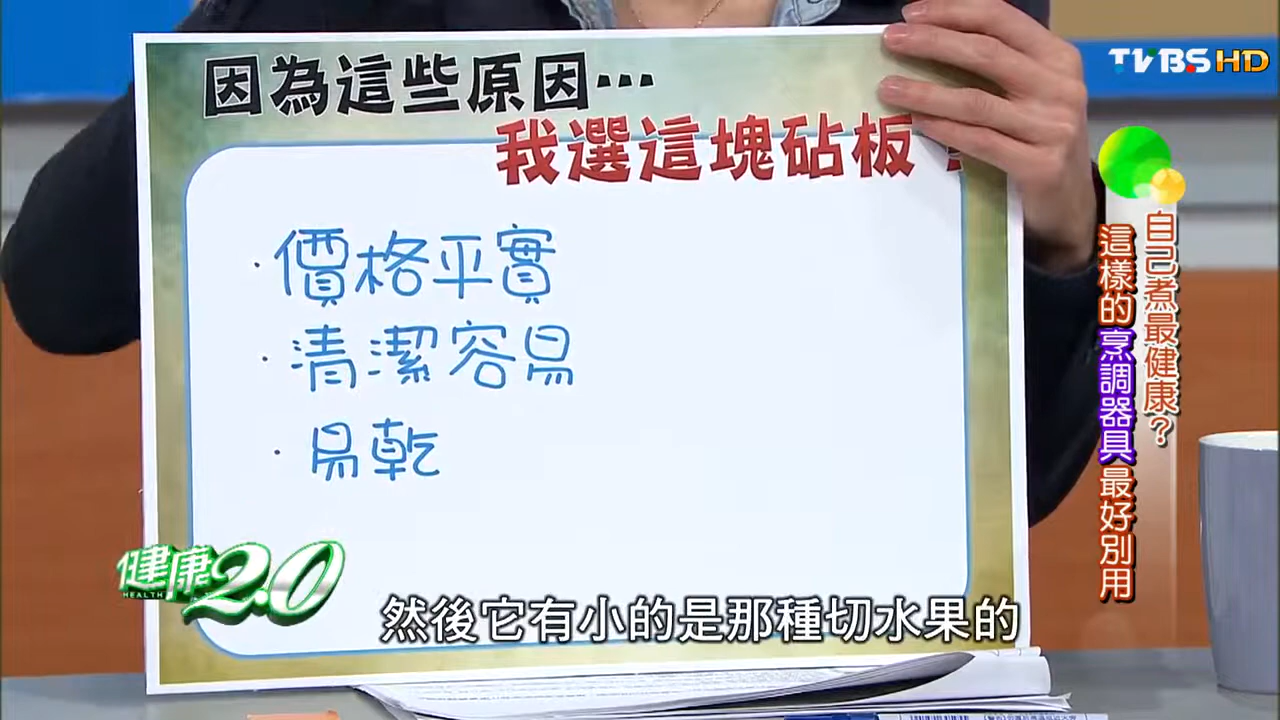 因為這些原因…
我選這塊砧板！
・價格平實
・清潔容易
・易乾
TVBS HD
自己煮最健康？
這樣的烹調器具最好別用
健康2.0
HEALTH
然後它有小的是那種切水果的